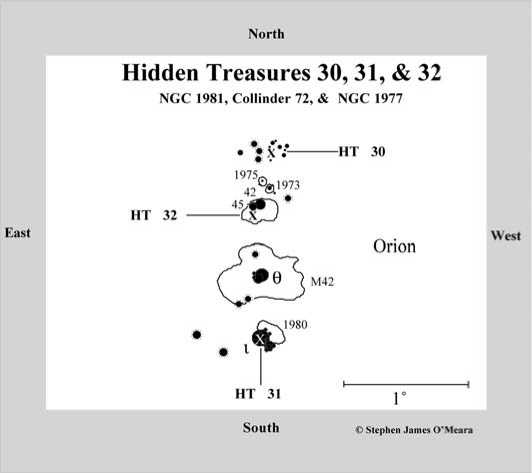 North
Hidden Treasures 30, 31, & 32
NGC 1981, Collinder 72, & NGC 1977
X
HT 30
1975
1973
42
45
HT 32
X
East
West
Orion
θ
M42
1980
X
ι
HT 31
1°
South
© Stephen James O'Meara